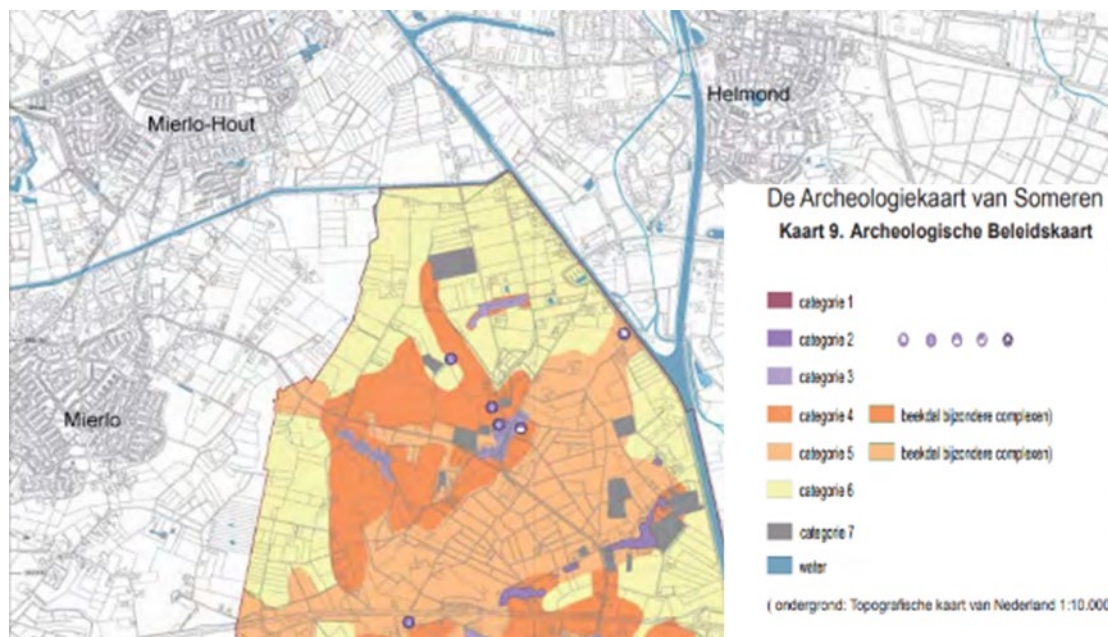 Mierlo-Hout
Helmond
Mierlo
De Archeologiekaart van Someren
Kaart 9. Archeologische Beleidskaart
categorie 1
categorie 2
categorie 3
categorie 4 beekdal bijzondere complexen)
categorie 5 beekdal bijzondere complexen)
categorie 6
categorie 7
water
( ondergrond: Topografische kaart van Nederland 1:10.000